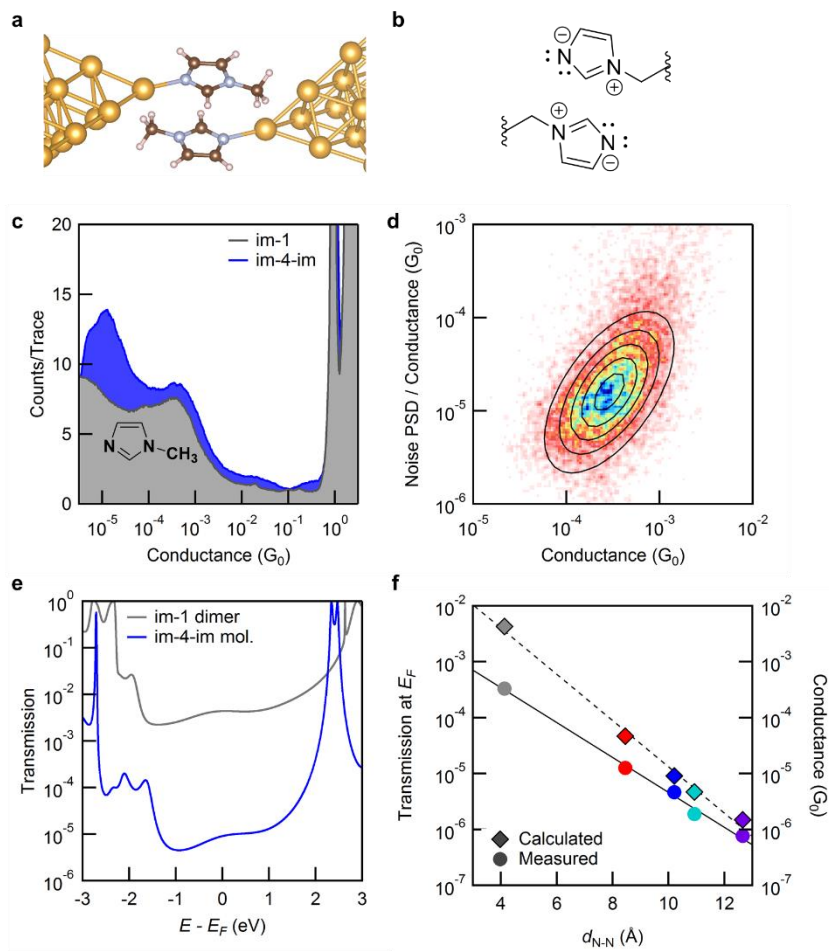 a
b
⊖
:N
N
⊕
⊕
N
N:
⊖
c
20
15
10
5
0
Counts/Trace
im-1
im-4-im
N
N
CH3
10-5
10-4
10-3
10-2
10-1
100
Conductance (G0)
d
10-3
10-4
10-5
10-6
Noise PSD / Conductance (G0)
10-5
10-4
10-3
10-2
Conductance (G0)
e
100
10-1
10-2
10-3
10-4
10-5
10-6
Transmission
im-1 dimer
im-4-im mol.
-3
-2
-1
0
1
2
3
E - EF (eV)
f
10-2
10-3
10-4
10-5
10-6
10-7
Transmission at EF
Calculated
Measured
10-2
10-3
10-4
10-5
10-6
10-7
Conductance
(G0)
4
6
8
10
12
dN-N (Å)